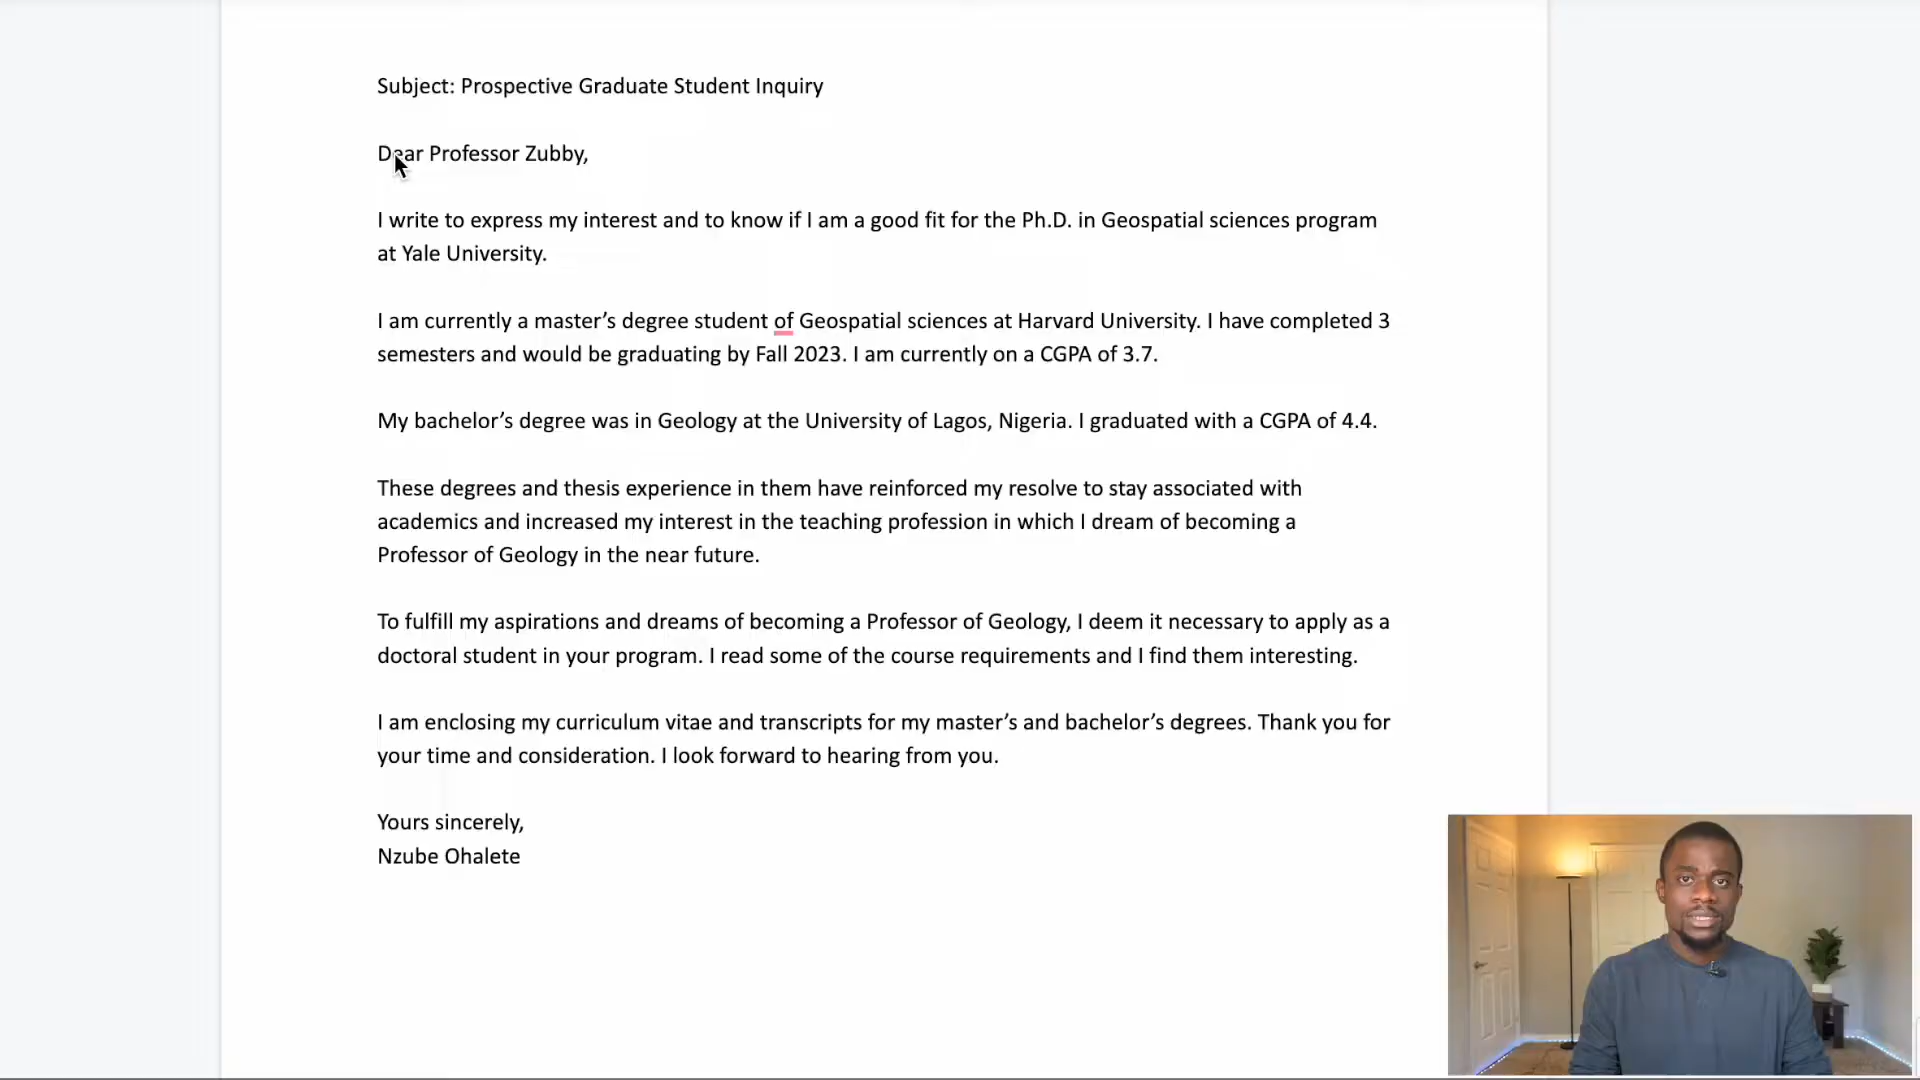 Subject: Prospective Graduate Student Inquiry
Dear Professor Zubby,
I write to express my interest and to know if I am a good fit for the Ph.D. in Geospatial sciences program
at Yale University.
I am currently a master’s degree student of Geospatial sciences at Harvard University. I have completed 3
semesters and would be graduating by Fall 2023. I am currently on a CGPA of 3.7.
My bachelor’s degree was in Geology at the University of Lagos, Nigeria. I graduated with a CGPA of 4.4.
These degrees and thesis experience in them have reinforced my resolve to stay associated with
academics and increased my interest in the teaching profession in which I dream of becoming a
Professor of Geology in the near future.
To fulfill my aspirations and dreams of becoming a Professor of Geology, I deem it necessary to apply as a
doctoral student in your program. I read some of the course requirements and I find them interesting.
I am enclosing my curriculum vitae and transcripts for my master’s and bachelor’s degrees. Thank you for
your time and consideration. I look forward to hearing from you.
Yours sincerely,
Nzube Ohalete